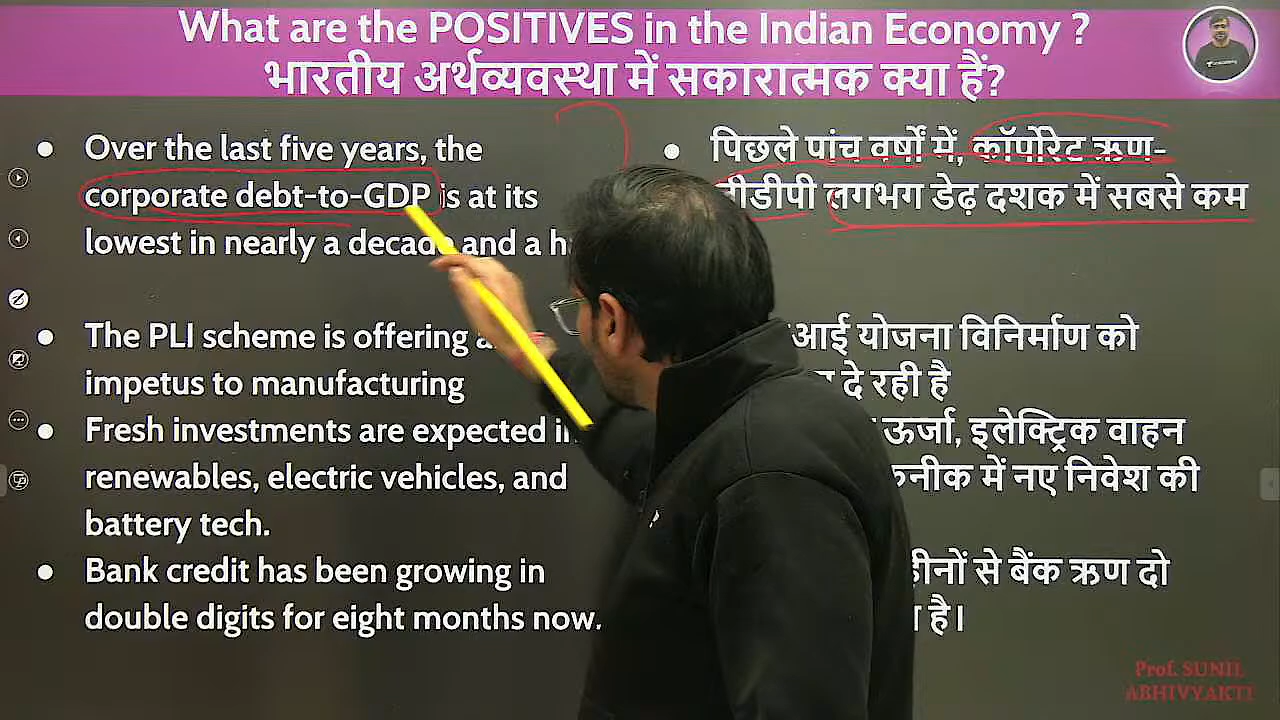 What are the POSITIVES in the Indian Economy ?
भारतीय अर्थव्यवस्था में सकारात्मक क्या हैं?
Over the last five years, the
corporate debt-to-GDP is at its
lowest in nearly a decade and a
The PLI scheme is offering
impetus to manufacturing
Fresh investments are expected
renewables, electric vehicles, and
battery tech.
Bank credit has been growing in
double digits for eight months now.
पिछले पांच वर्षों में, कॉर्पोरेट ऋण-
लगभग डेढ़ दशक में सबसे कम
योजना विनिर्माण को
दे रही है
ऊर्जा, इलेक्ट्रिक वाहन
में नए निवेश की
से बैंक ऋण दो
है।
Prof. SUNIL
ABHIVYAKTI